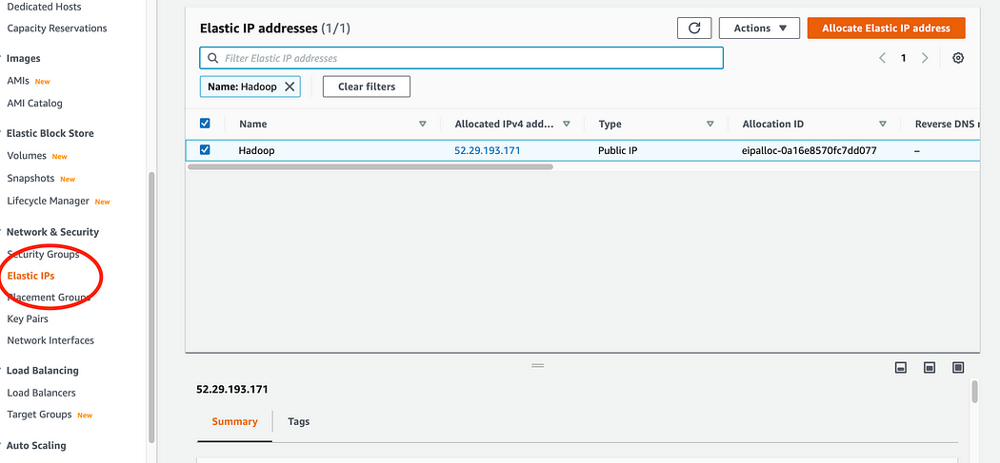 Dedicated Hosts
Capacity Reservations
Images
AMIs New
AMI Catalog
Elastic Block Store
Volumes New
Snapshots New
Lifecycle Manager New
Network & Security
Security Groups
Elastic IPs
Placement Groups
Key Pairs
Network Interfaces
Load Balancing
Load Balancers
Target Groups New
Auto Scaling
Elastic IP addresses (1/1)
Actions
Allocate Elastic IP address
Filter Elastic IP addresses
1
Name: Hadoop
Clear filters
Name Allocated IPv4 add... Type Allocation ID Reverse DNS
Hadoop 52.29.193.171 Public IP eipalloc-0a16e8570fc7dd077 –
52.29.193.171
Summary Tags